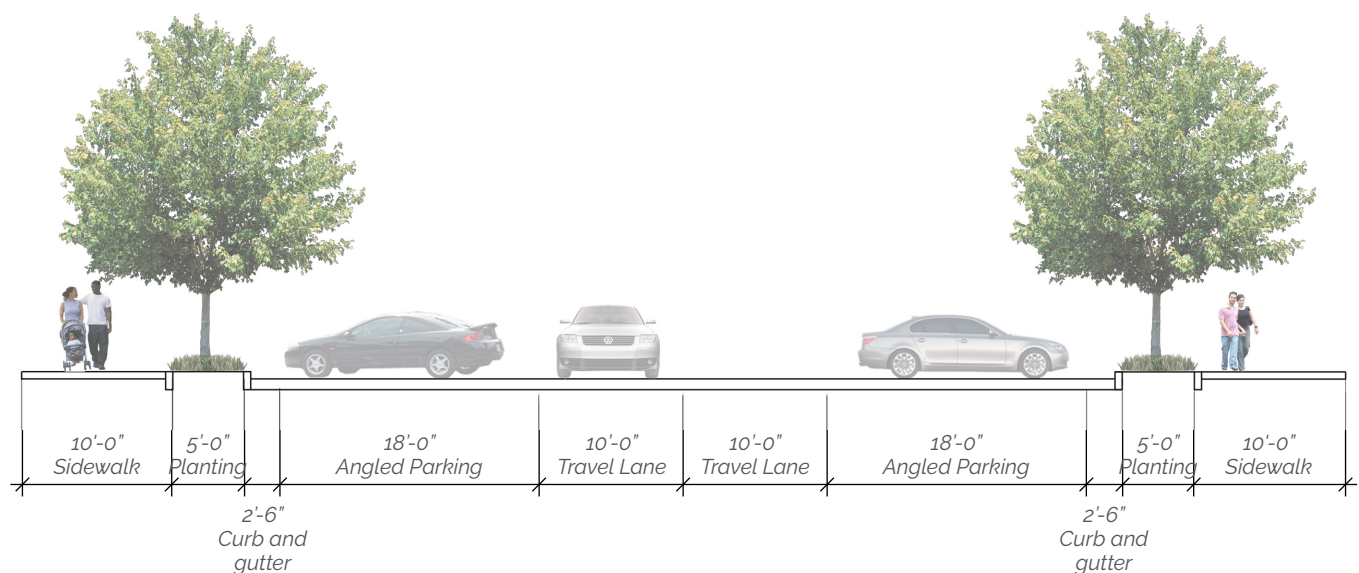 10'-0"
Sidewalk
5'-0"
Planting
2'-6"
Curb and
gutter
18'-0"
Angled Parking
10'-0"
Travel Lane
10'-0"
Travel Lane
18'-0"
Angled Parking
2'-6"
Curb and
gutter
5'-0"
Planting
10'-0"
Sidewalk